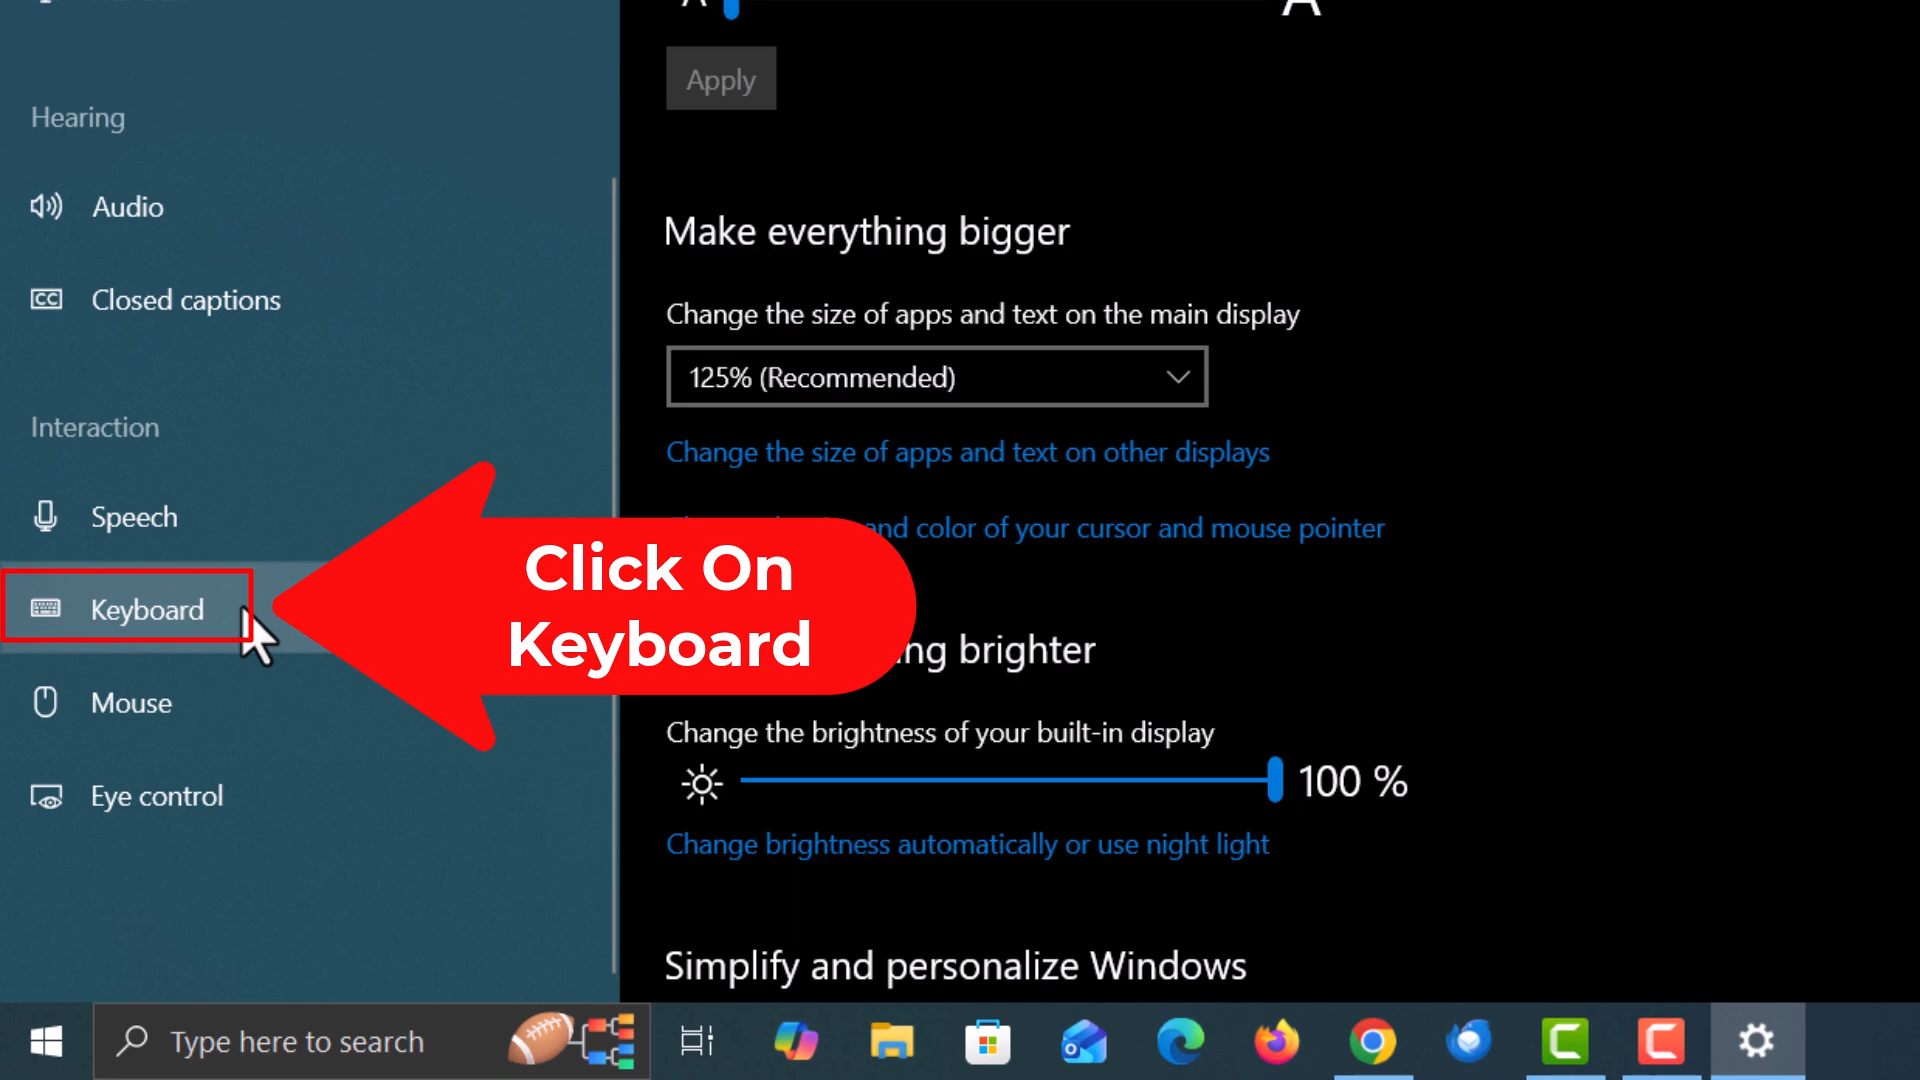 A
Apply
Hearing
Audio
CC
Closed captions
Make everything bigger
Change the size of apps and text on the main display
125% (Recommended)
Change the size of apps and text on other displays
Interaction
Speech
and color of your cursor and mouse pointer
Click On
Keyboard
Keyboard
brighter
Mouse
Change the brightness of your built-in display
100 %
Eye control
Change brightness automatically or use night light
Simplify and personalize Windows
Type here to search